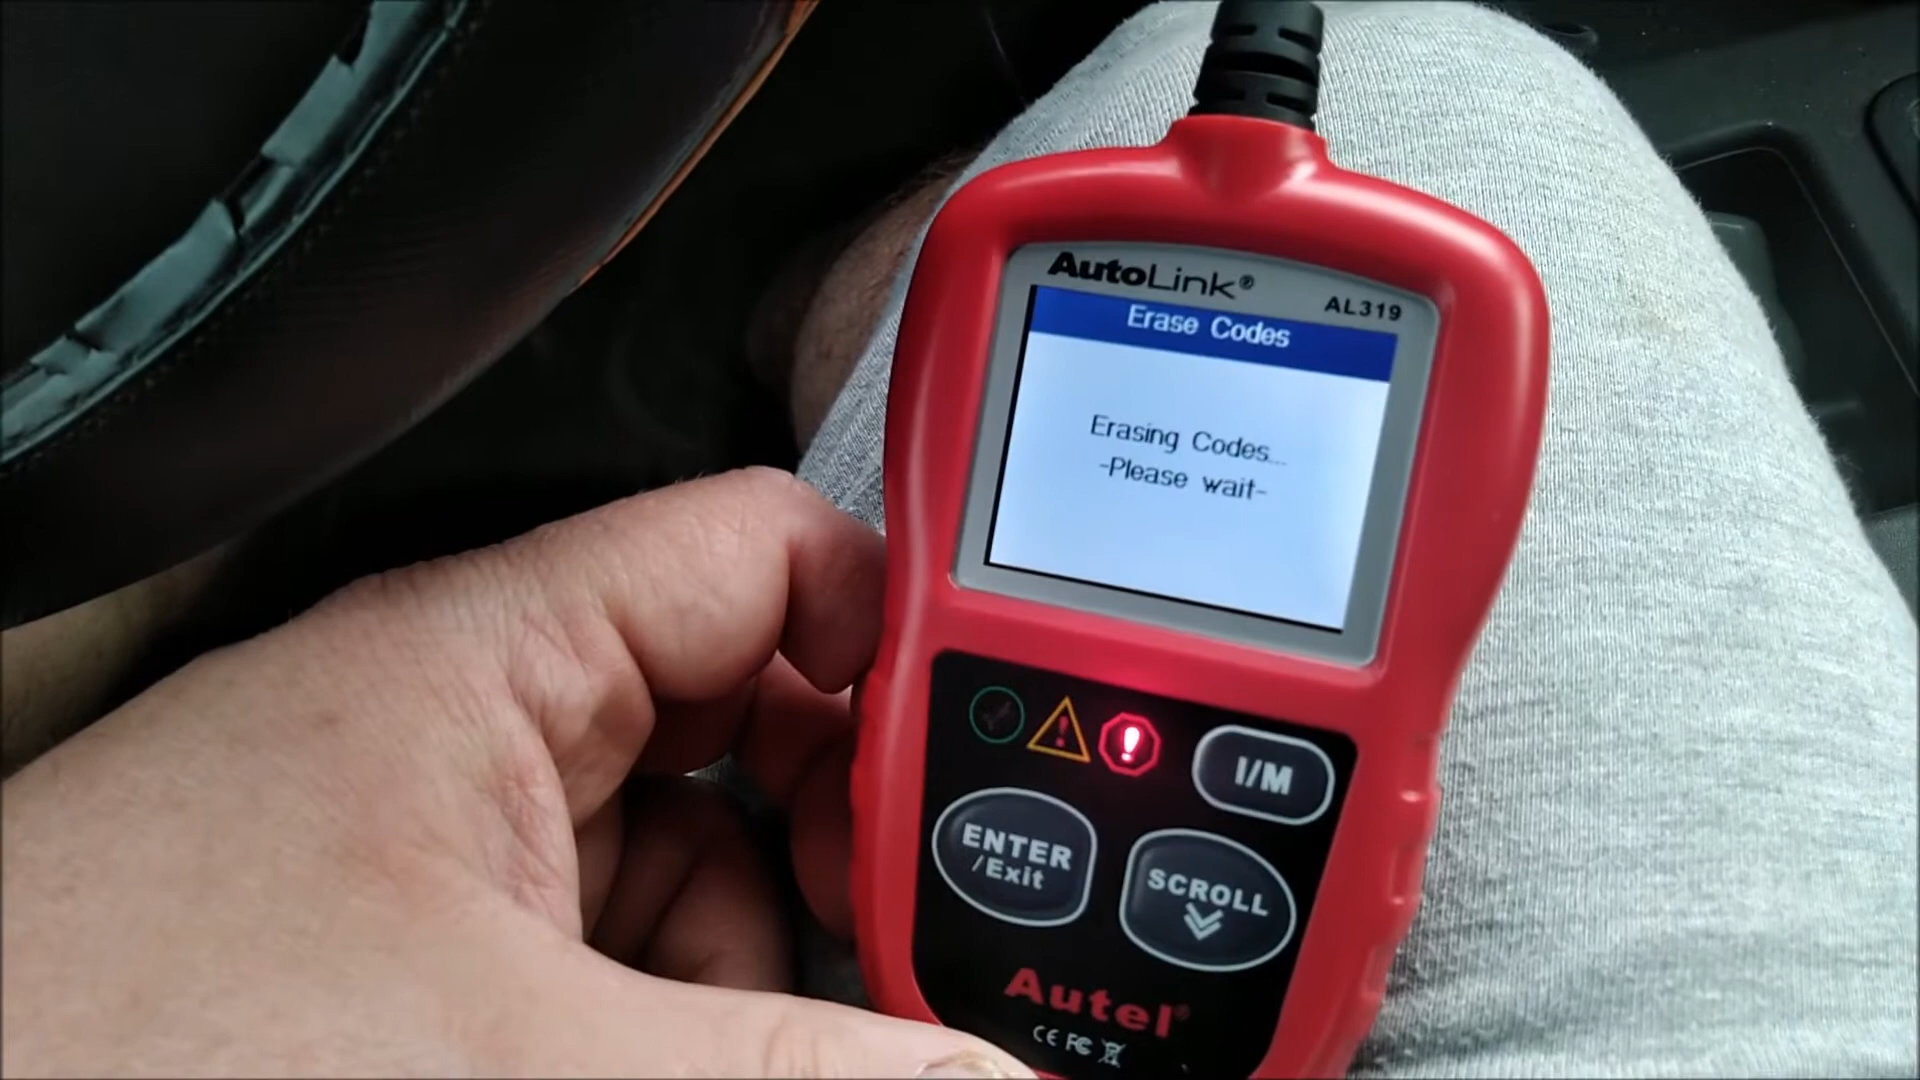 AutoLink®
AL319
Erase Codes
Erasing Codes...
-Please wait-
I/M
ENTER
/Exit
SCROLL
Autel®
CE FC